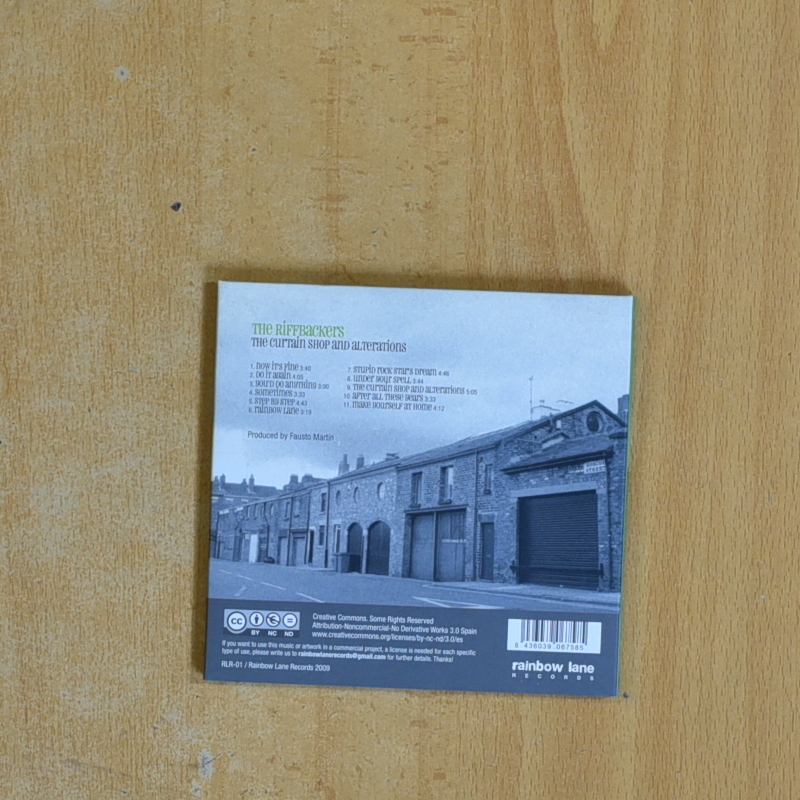 The Riffbackers
The Curtain Shop and Alterations
1. Now It's Fine 3:40
2. Do It Again 4:05
3. You'd Do Anything 3:00
4. Sometimes 3:33
5. Step by Step 4:43
6. Rainbow Lane 3:19
7. Stupid Rock Star's Dream 4:46
8. Under Your Spell 3:44
9. The Curtain Shop and Alterations 5:05
10. After All These Years 3:33
11. Make Yourself at Home 4:12
Produced by Fausto Martín
STREET
CC
BY NC ND
Creative Commons. Some Rights Reserved
Attribution-Noncommercial-No Derivative Works 3.0 Spain
www.creativecommons.org/licenses/by-nc-nd/3.0/es
If you want to use this music or artwork in a commercial project, a license is needed for each specific
type of use, please write us to rainbowlanerecords@gmail.com for further details. Thanks!
RLR-01 / Rainbow Lane Records 2009
8 436039 067085
rainbow lane
RECORDS